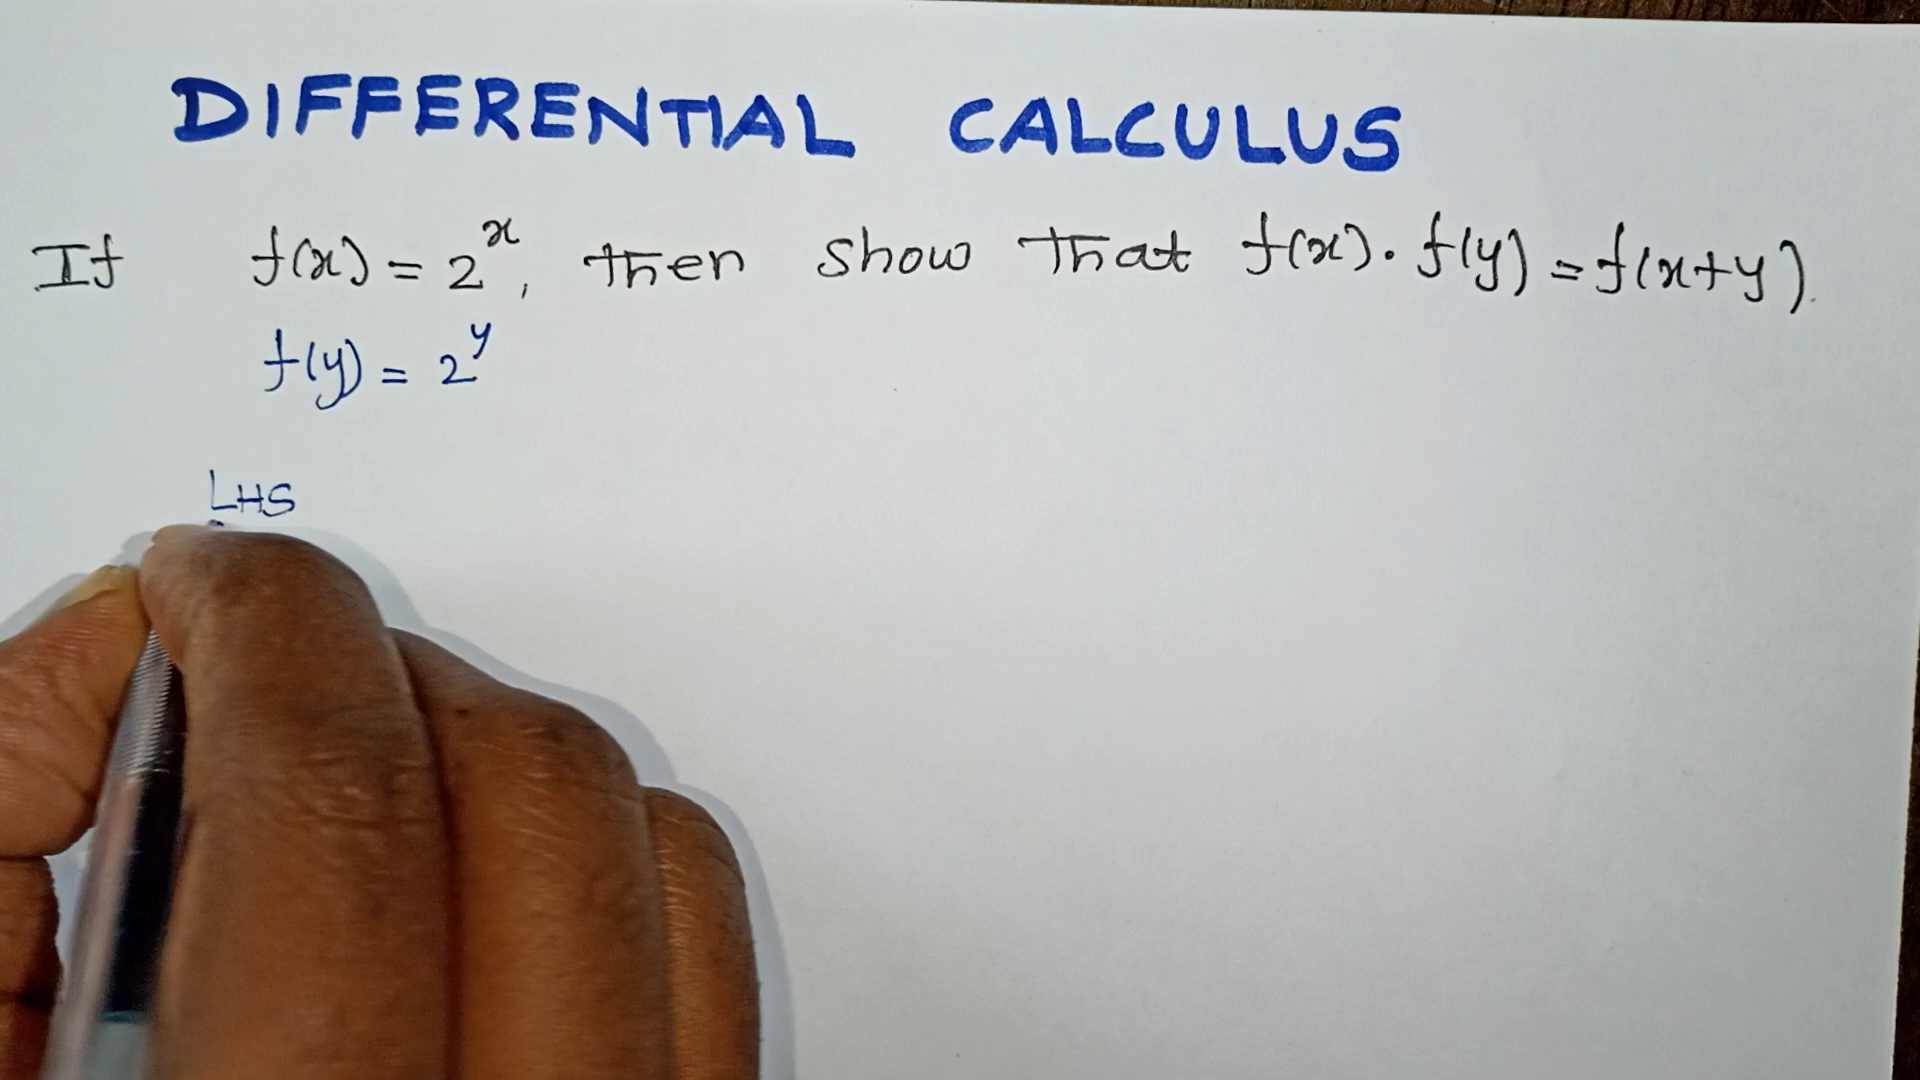 DIFFERENTIAL CALCULUS
If f(x) = 2^x, then show that f(x). f(y) = f(x+y).
f(y) = 2^y
LHS